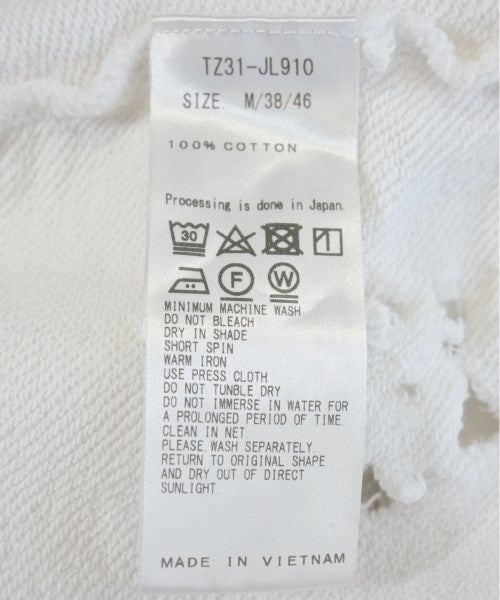 TZ31-JL910
SIZE. M/38/46
100% COTTON
Processing is done in Japan.
30
F W
MINIMUM MACHINE WASH
DO NOT BLEACH
DRY IN SHADE
SHORT SPIN
WARM IRON
USE PRESS CLOTH
DO NOT TUNBLE DRY
DO NOT IMMERSE IN WATER FOR
A PROLONGED PERIOD OF TIME
CLEAN IN NET.
PLEASE WASH SEPARATELY.
RETURN TO ORIGINAL SHAPE
AND DRY OUT OF DIRECT
SUNLIGHT.
MADE IN VIETNAM